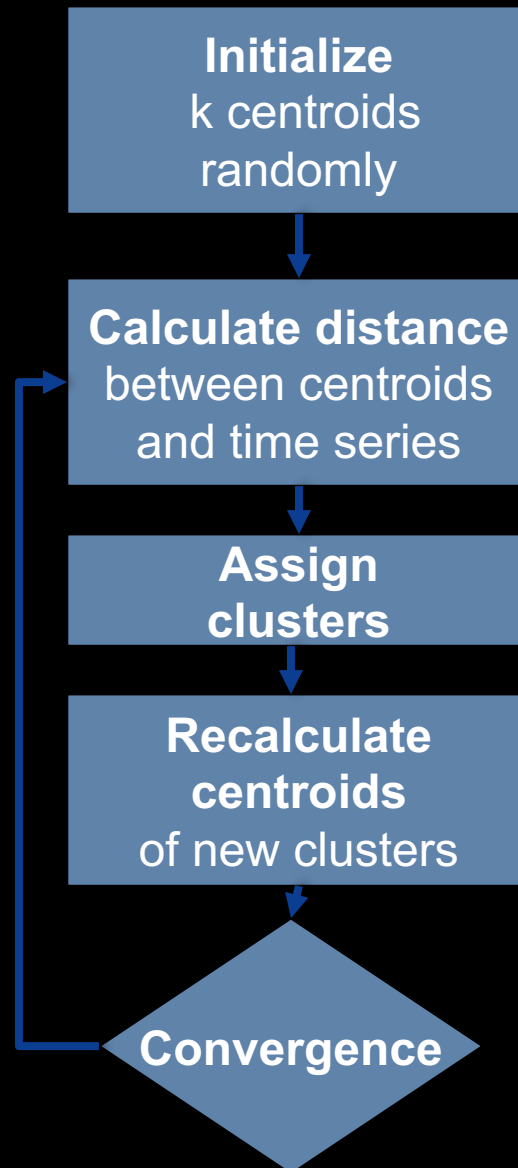 Initialize
k centroids
randomly
Calculate distance
between centroids
and time series
Assign
clusters
Recalculate
centroids
of new clusters
Convergence